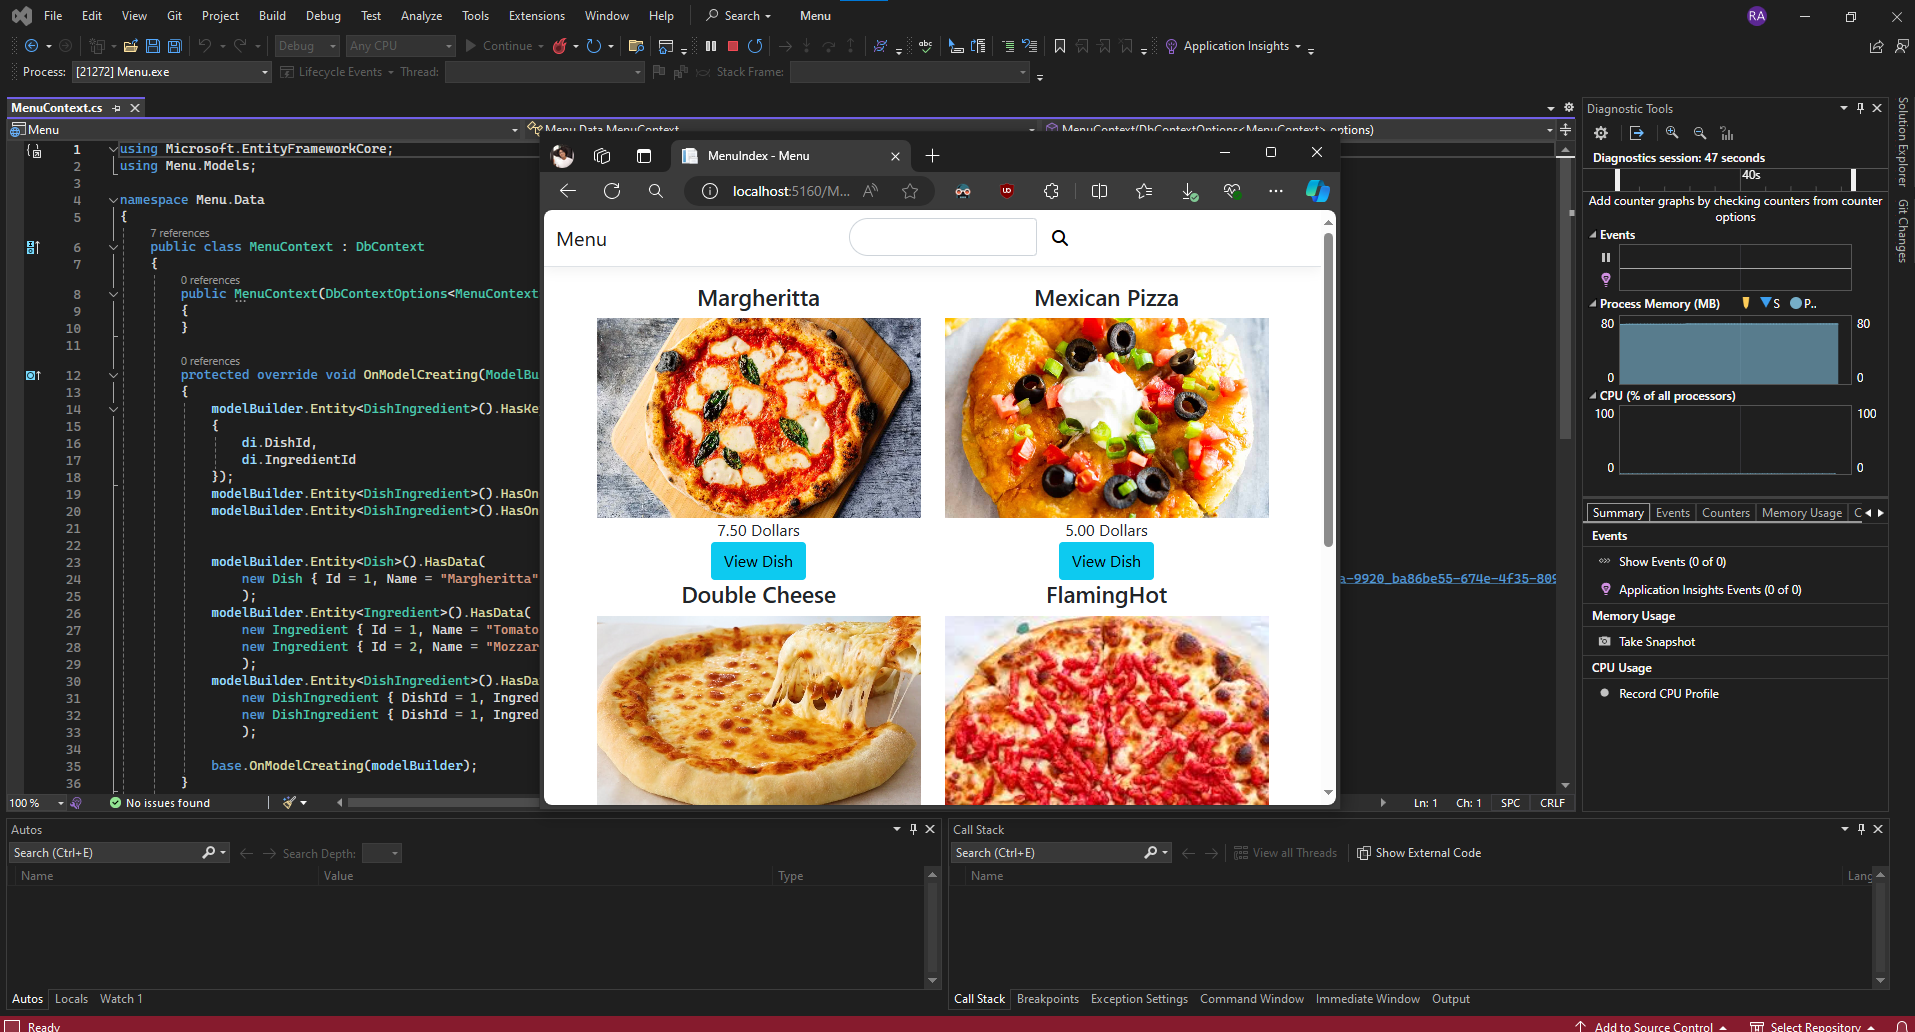 File Edit View Git Project Build Debug Test Analyze Tools Extensions Window Help Search Menu RA
Debug Any CPU Continue abc Application Insights
Process: [21272] Menu.exe Lifecycle Events Thread: Stack Frame:
MenuContext.cs
Menu Menu.Data.MenuContext MenuContext(DbContextOptions<MenuContext> options)
1 using Microsoft.EntityFrameworkCore;
2 using Menu.Models;
3
4 namespace Menu.Data
5 {
7 references
6 public class MenuContext : DbContext
7 {
0 references
8 public MenuContext(DbContextOptions<MenuContext
9 {
10 }
11
0 references
12 protected override void OnModelCreating(ModelBu
13 {
14 modelBuilder.Entity<DishIngredient>().HasKe
15 {
16 di.DishId,
17 di.IngredientId
18 });
19 modelBuilder.Entity<DishIngredient>().HasOn
20 modelBuilder.Entity<DishIngredient>().HasOn
21
22
23 modelBuilder.Entity<Dish>().HasData(
24 new Dish { Id = 1, Name = "Margheritta" a-9920_ba86be55-674e-4f35-809
25 );
26 modelBuilder.Entity<Ingredient>().HasData(
27 new Ingredient { Id = 1, Name = "Tomato
28 new Ingredient { Id = 2, Name = "Mozzar
29 );
30 modelBuilder.Entity<DishIngredient>().HasDa
31 new DishIngredient { DishId = 1, Ingred
32 new DishIngredient { DishId = 1, Ingred
33 );
34
35 base.OnModelCreating(modelBuilder);
36 }
100 % No issues found Ln: 1 Ch: 1 SPC CRLF
MenuIndex - Menu
localhost:5160/M...
Menu
Margheritta
7.50 Dollars
View Dish
Mexican Pizza
5.00 Dollars
View Dish
Double Cheese
FlamingHot
Diagnostic Tools
Diagnostics session: 47 seconds
40s
Add counter graphs by checking counters from counter
options
Events
Process Memory (MB) S P..
80 80
0 0
CPU (% of all processors)
100 100
0 0
Summary Events Counters Memory Usage C
Events
Show Events (0 of 0)
Application Insights Events (0 of 0)
Memory Usage
Take Snapshot
CPU Usage
Record CPU Profile
Solution Explorer
Git Changes
Autos
Search (Ctrl+E) Search Depth:
Name Value Type
Autos Locals Watch 1
Call Stack
Search (Ctrl+E) View all Threads Show External Code
Name Lang
Call Stack Breakpoints Exception Settings Command Window Immediate Window Output
Ready Add to Source Control Select Repository